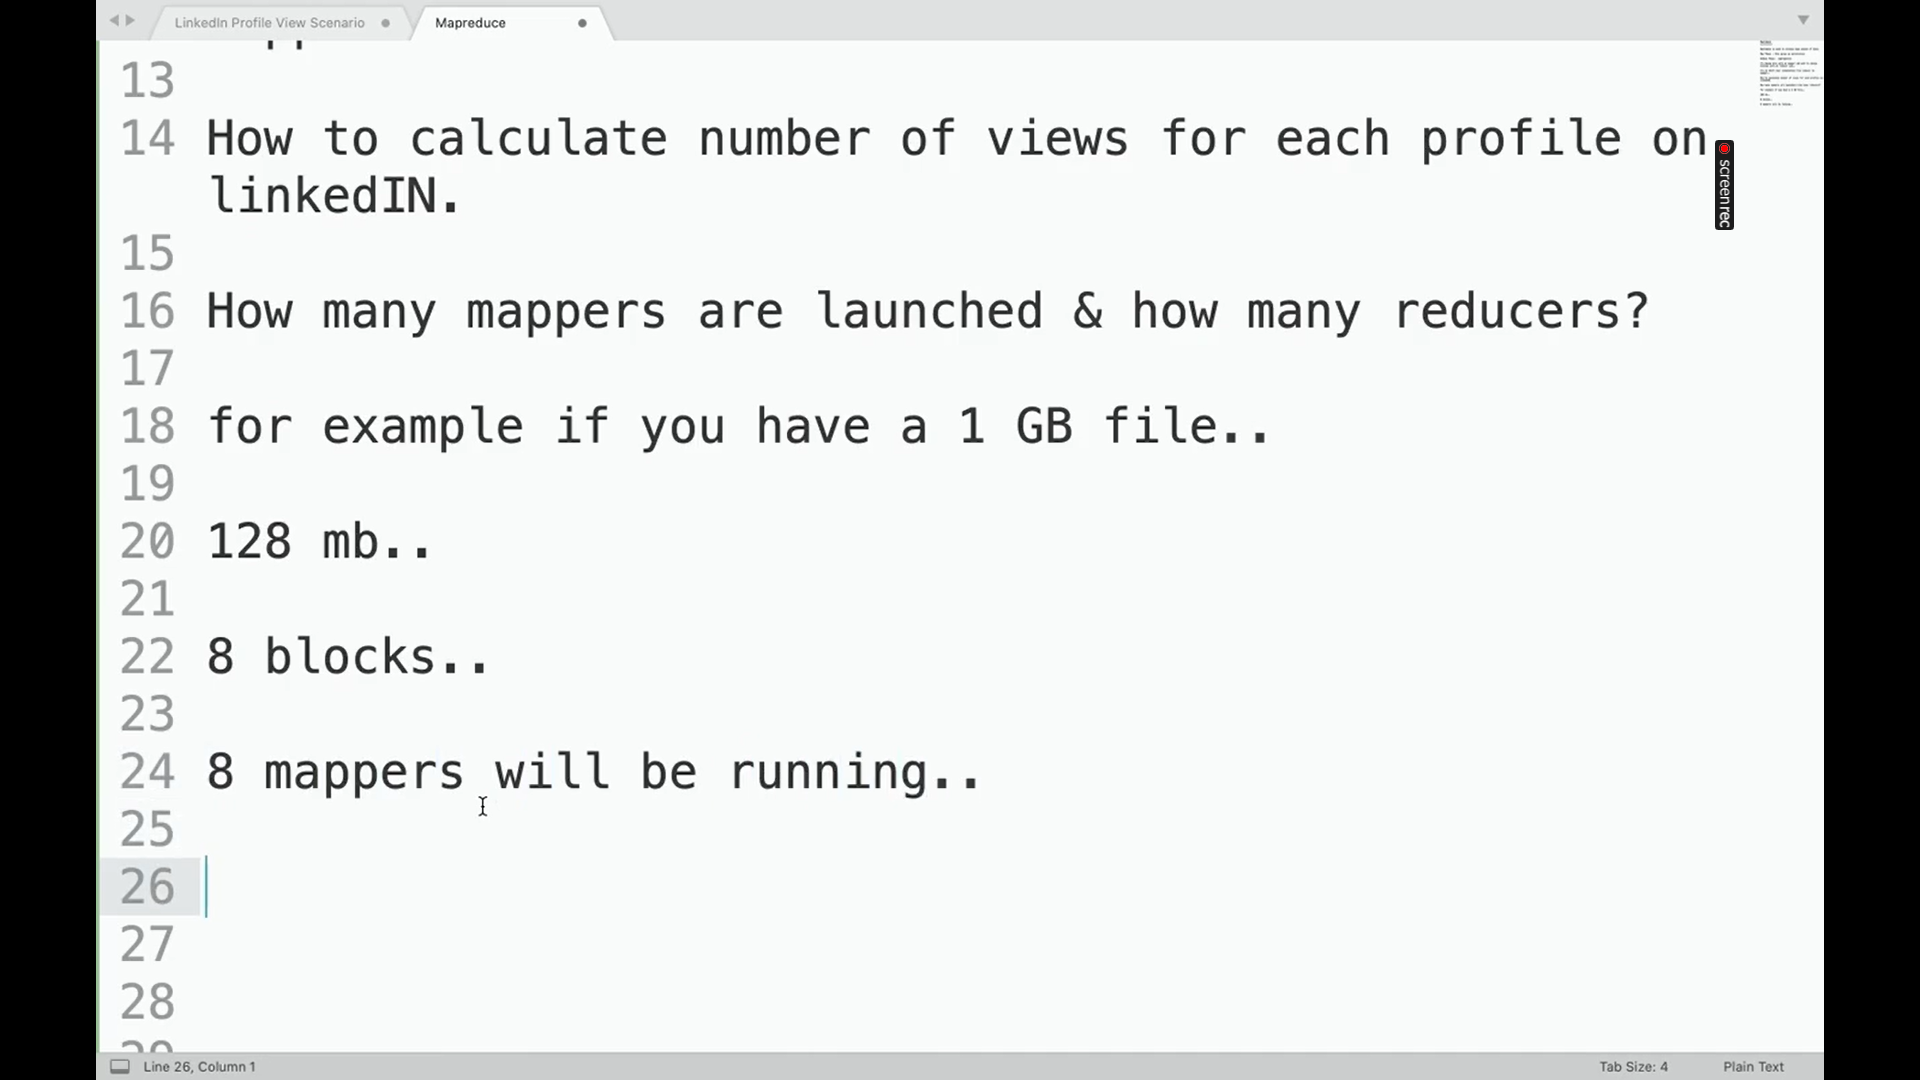 LinkedIn Profile View Scenario
Mapreduce
13
14 How to calculate number of views for each profile on
linkedIN.
15
16 How many mappers are launched & how many reducers?
17
18 for example if you have a 1 GB file..
19
20 128 mb..
21
22 8 blocks..
23
24 8 mappers will be running..
25
26
27
28
screenrec
Line 26, Column 1
Tab Size: 4
Plain Text